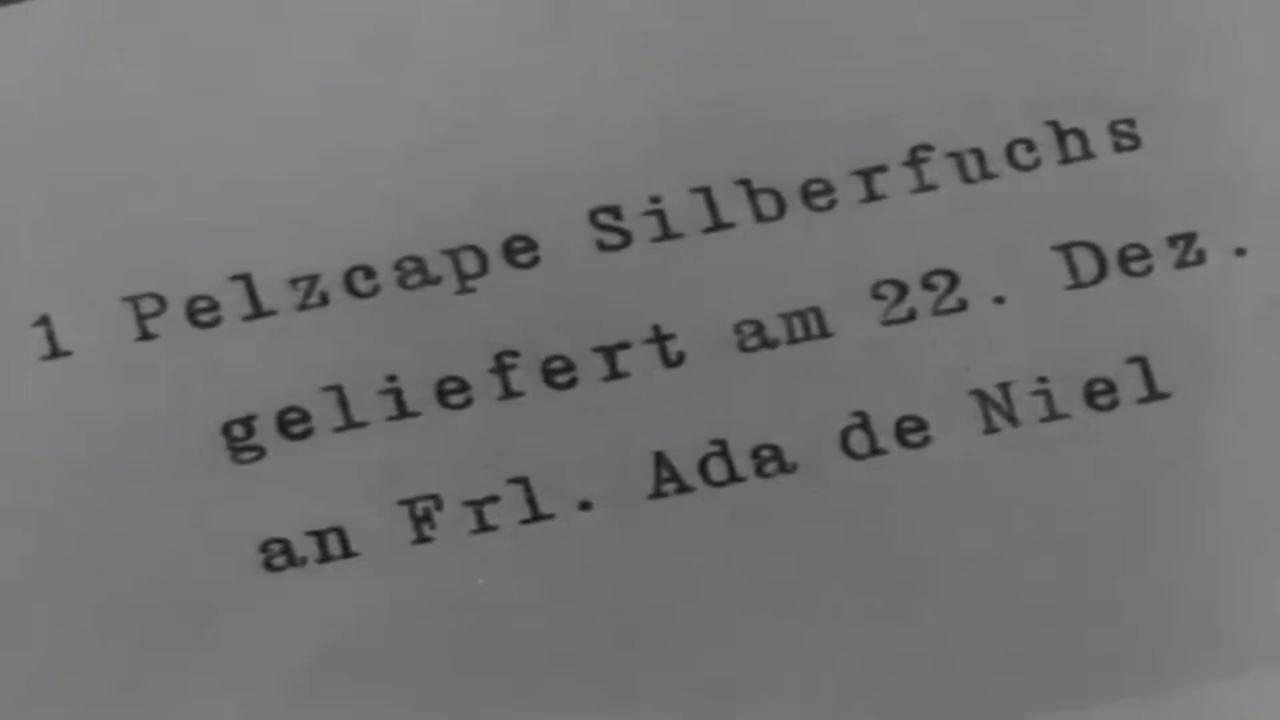 1 Pelzcape Silberfuchs
geliefert am 22. Dez.
an Frl. Ada de Niel